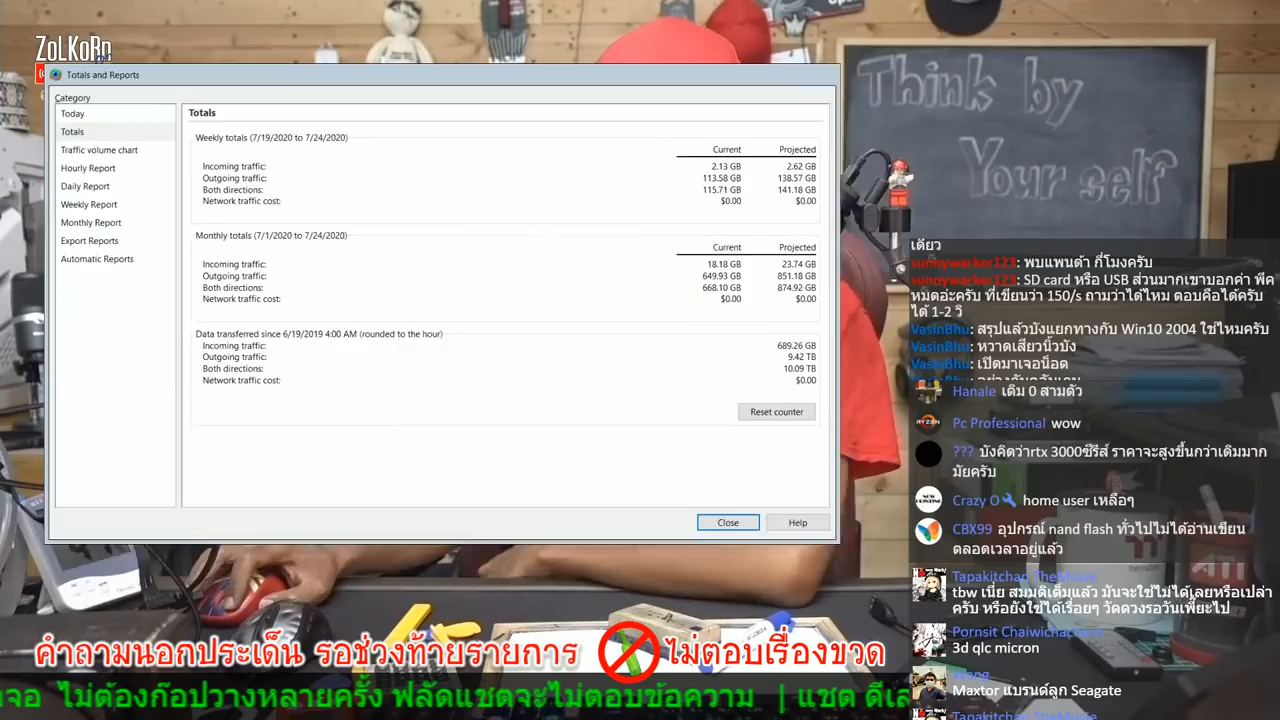 ZoLKoRn
Totals and Reports
Category
Today
Totals
Traffic volume chart
Hourly Report
Daily Report
Weekly Report
Monthly Report
Export Reports
Automatic Reports
Totals
Weekly totals (7/19/2020 to 7/24/2020)
Current Projected
Incoming traffic: 2.13 GB 2.62 GB
Outgoing traffic: 113.58 GB 138.57 GB
Both directions: 115.71 GB 141.18 GB
Network traffic cost: $0.00 $0.00
Monthly totals (7/1/2020 to 7/24/2020)
Current Projected
Incoming traffic: 18.18 GB 23.74 GB
Outgoing traffic: 649.93 GB 851.18 GB
Both directions: 668.10 GB 874.92 GB
Network traffic cost: $0.00 $0.00
Data transferred since 6/19/2019 4:00 AM (rounded to the hour)
Incoming traffic: 689.26 GB
Outgoing traffic: 9.42 TB
Both directions: 10.09 TB
Network traffic cost: $0.00
Reset counter
Close Help
Think by
Your self
เดียว
sunnywarker123: พบแพนด้า กี่โมงครับ
sunnywarker123: SD card หรือ USB ส่วนมากเขาบอกค่า พีค
หมดอ่ะครับ ที่เขียนว่า 150/s ถามว่าได้ไหม ตอบคือได้ครับ
ได้ 1-2 วิ
VasinBhu: สรุปแล้วบังแยกทางกับ Win10 2004 ใช่ไหมครับ
VasinBhu: หวาดเสียวนิ้วบัง
VasinBhu: เปิดมาเจอน็อต
Hanale เดิม 0 สามตัว
Pc Professional wow
??? บังคิดว่าrtx 3000ซีรีส์ ราคาจะสูงขึ้นกว่าเดิมมาก
มัยครับ
Crazy O home user เหลือๆ
CBX99 อุปกรณ์ nand flash ทั่วไปไม่ได้อ่านเขียน
ตลอดเวลาอยู่แล้ว
Tapakitchan TheMovie
tbw เนี่ย สมมติเต็มแล้ว มันจะใช้ไม่ได้เลยหรือเปล่า
ครับ หรือยังใช้ได้เรื่อยๆ วัดดวงรอวันเพี้ยะไป
Pornsit Chaiwichacharn
3d qlc micron
Maxtor แบรนด์ลูก Seagate
Tapakitchan TheMovie
ATI
คำถามนอกประเด็น รอช่วงท้ายรายการ ไม่ตอบเรื่องขวด
ไม่ต้องก๊อปวางหลายครั้ง ฟลัดแชตจะไม่ตอบข้อความ | แชต ดีเ